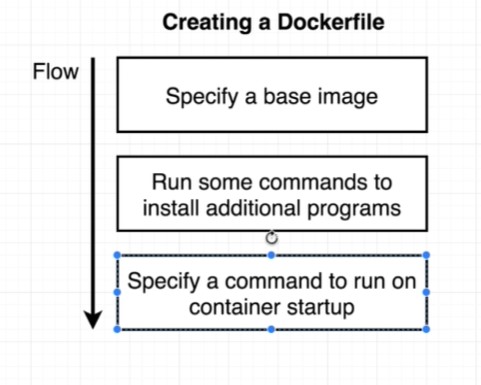 Creating a Dockerfile
Flow
Specify a base image
Run some commands to
install additional programs
Specify a command to run on
container startup